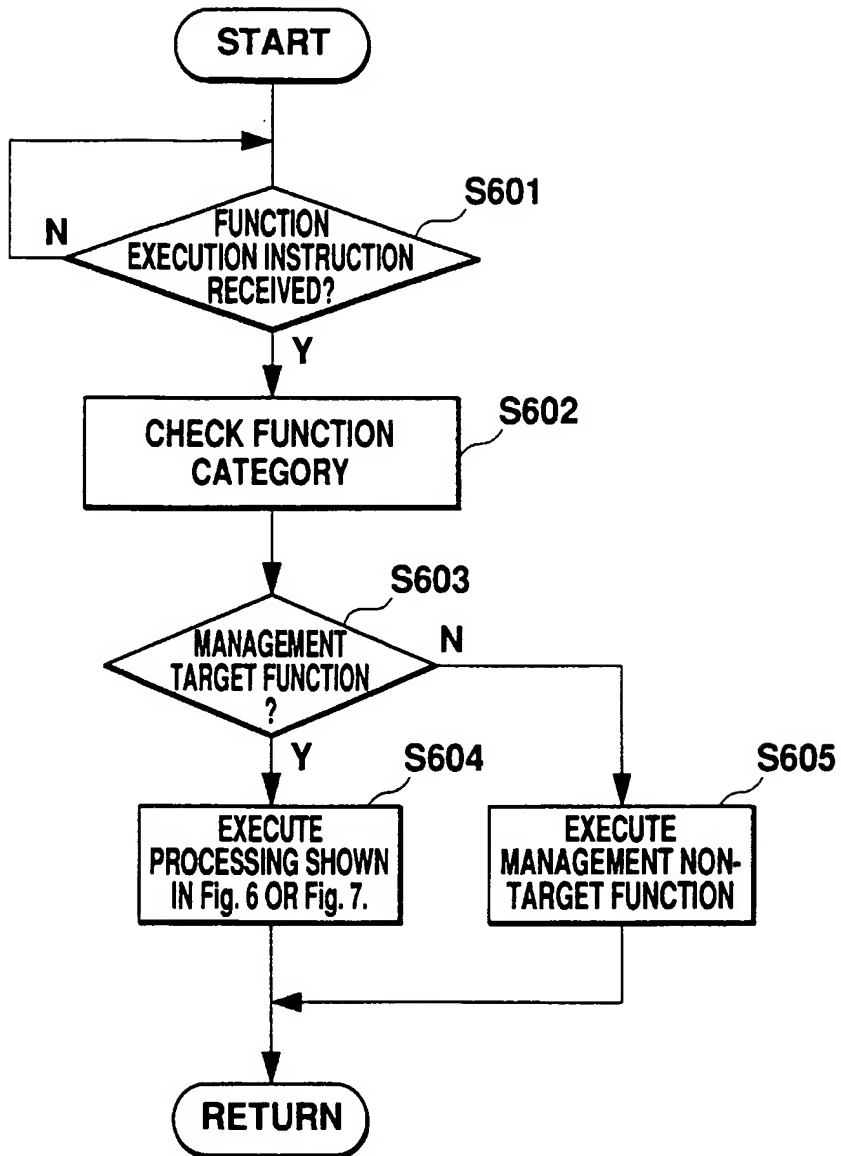 START
S601
N
FUNCTION
EXECUTION INSTRUCTION
RECEIVED?
Y
S602
CHECK FUNCTION
CATEGORY
S603
MANAGEMENT
TARGET FUNCTION
?
N
Y
S604
S605
EXECUTE
PROCESSING SHOWN
IN Fig. 6 OR Fig. 7.
EXECUTE
MANAGEMENT NON-
TARGET FUNCTION
RETURN